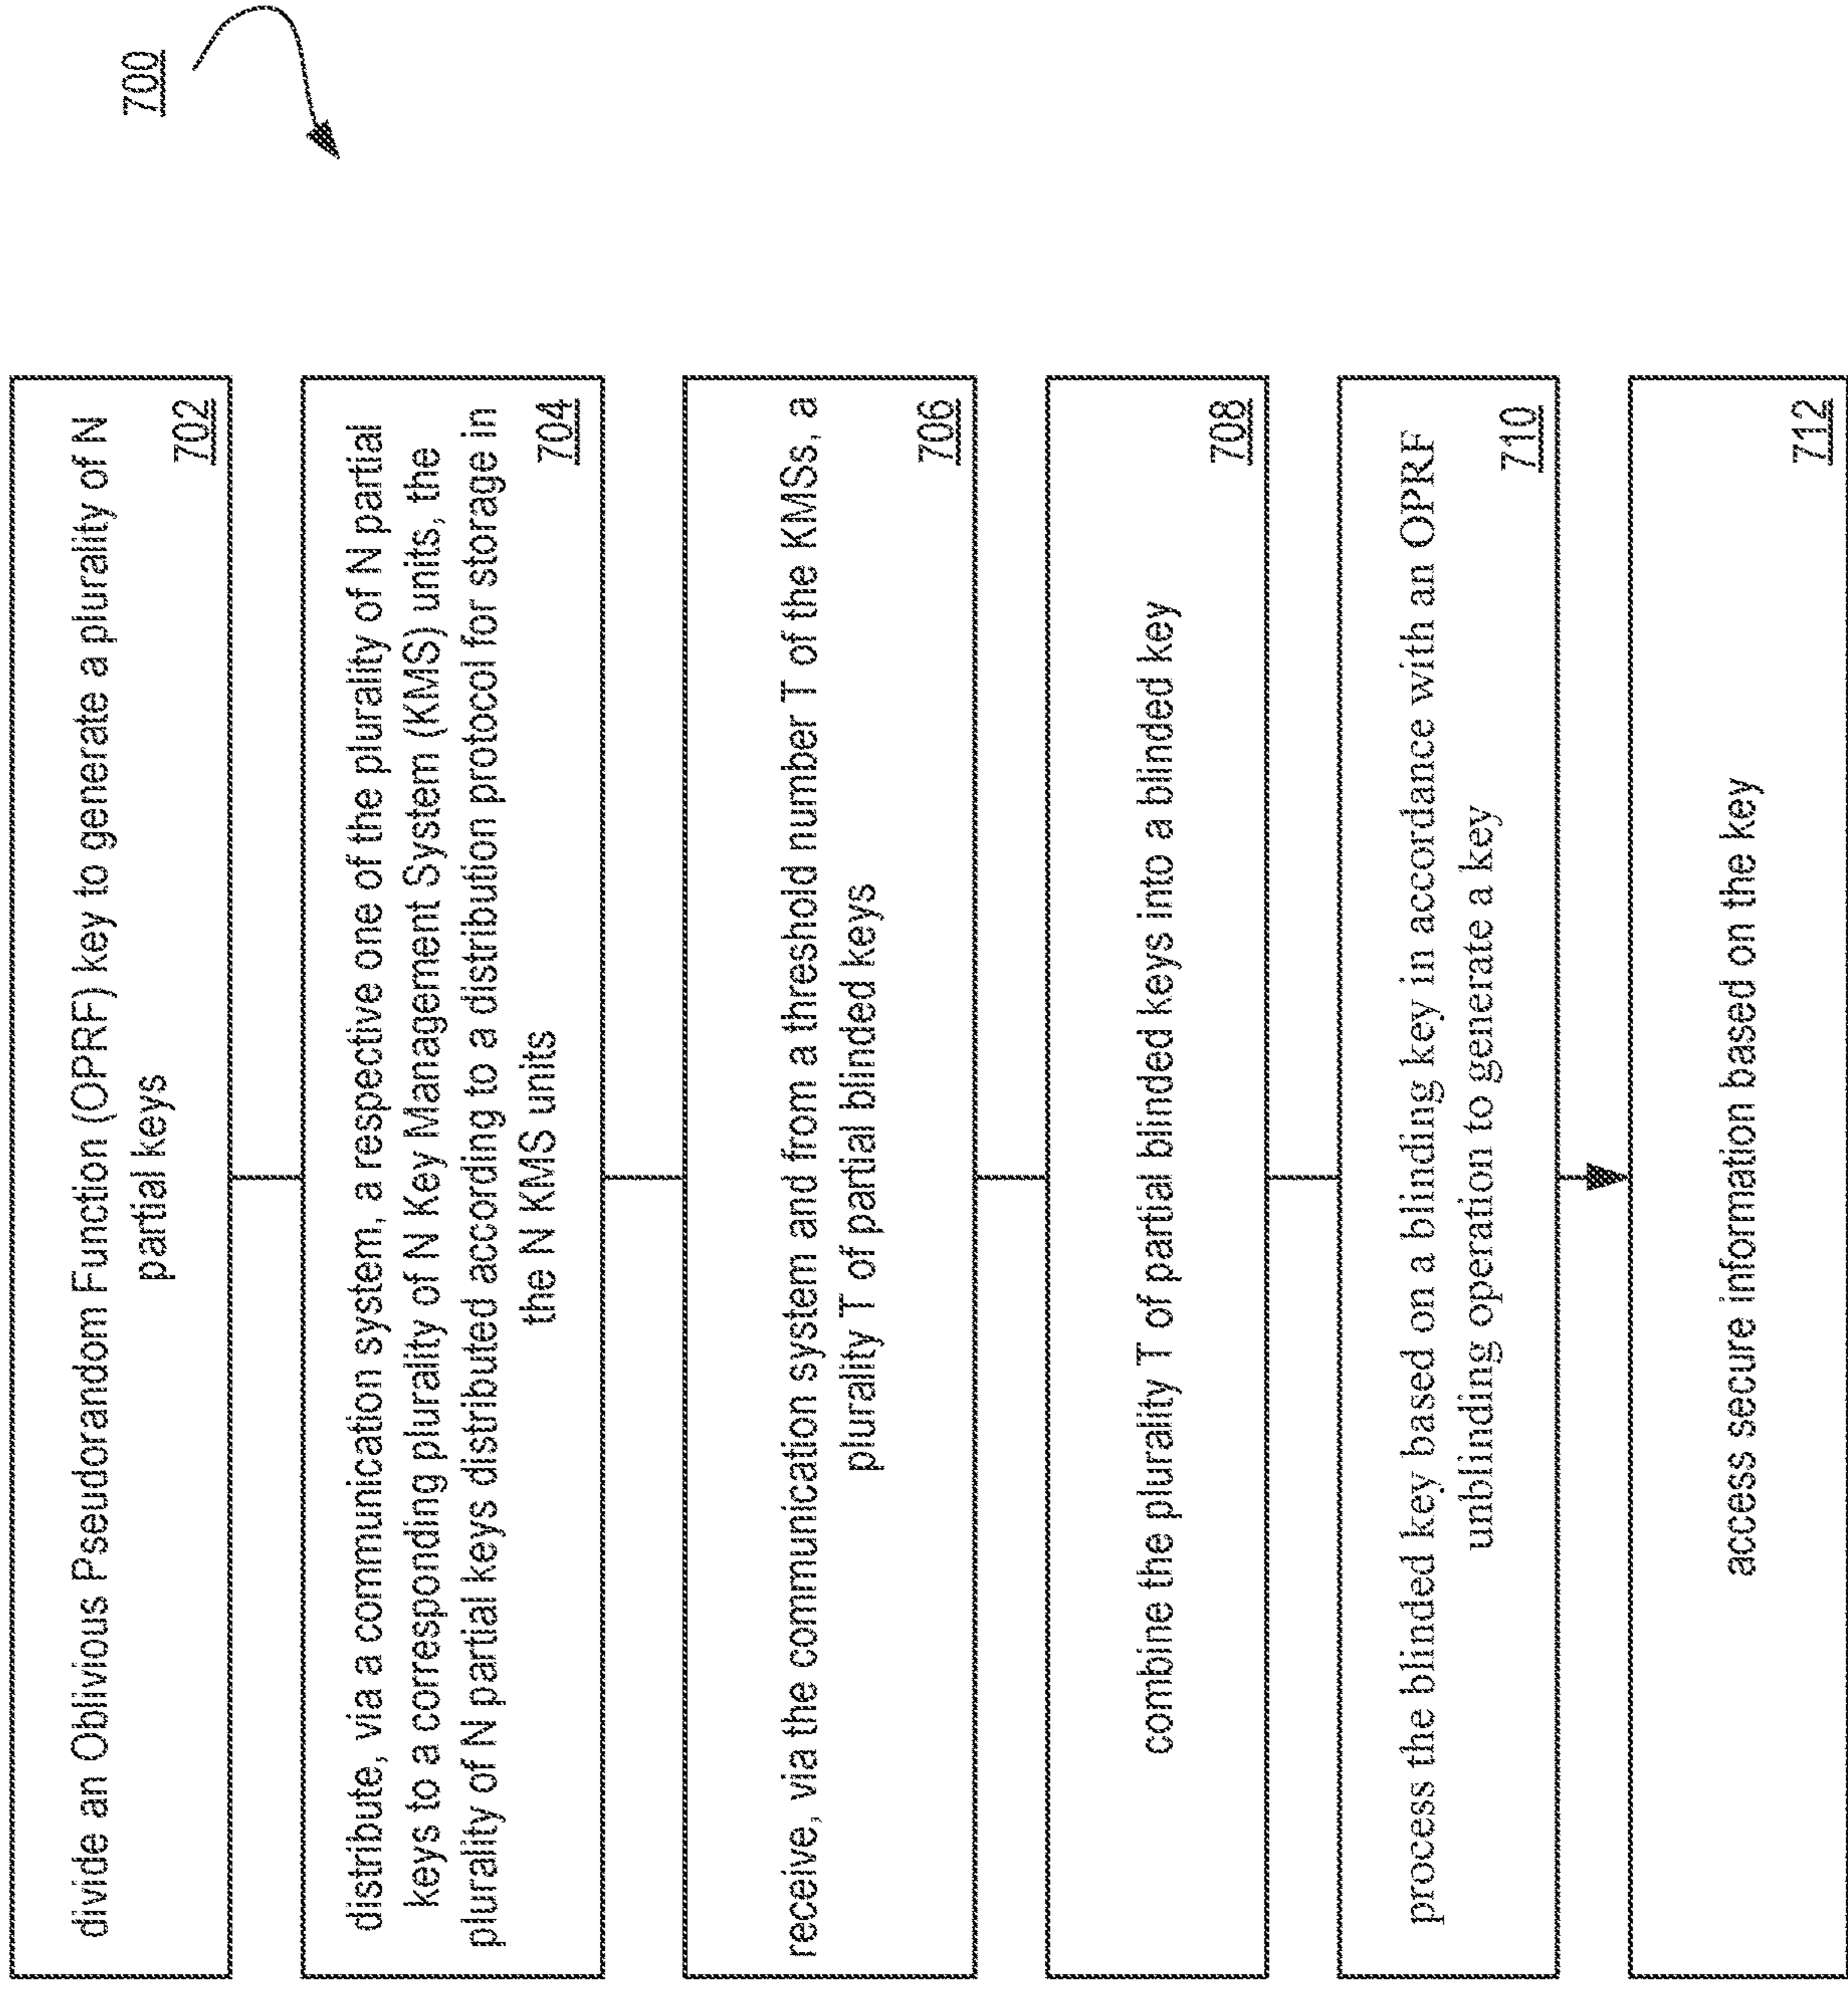 700
divide an Oblivious Pseudorandom Function (OPRF) key to generate a plurality of N
partial keys
702
distribute, via a communication system, a respective one of the plurality of N partial
keys to a corresponding plurality of N Key Management System (KMS) units, the
plurality of N partial keys distributed according to a distribution protocol for storage in
the N KMS units
704
receive, via the communication system and from a threshold number T of the KMSs, a
plurality T of partial blinded keys
706
combine the plurality T of partial blinded keys into a blinded key
708
process the blinded key based on a blinding key in accordance with an OPRF
unblinding operation to generate a key
710
access secure information based on the key
712